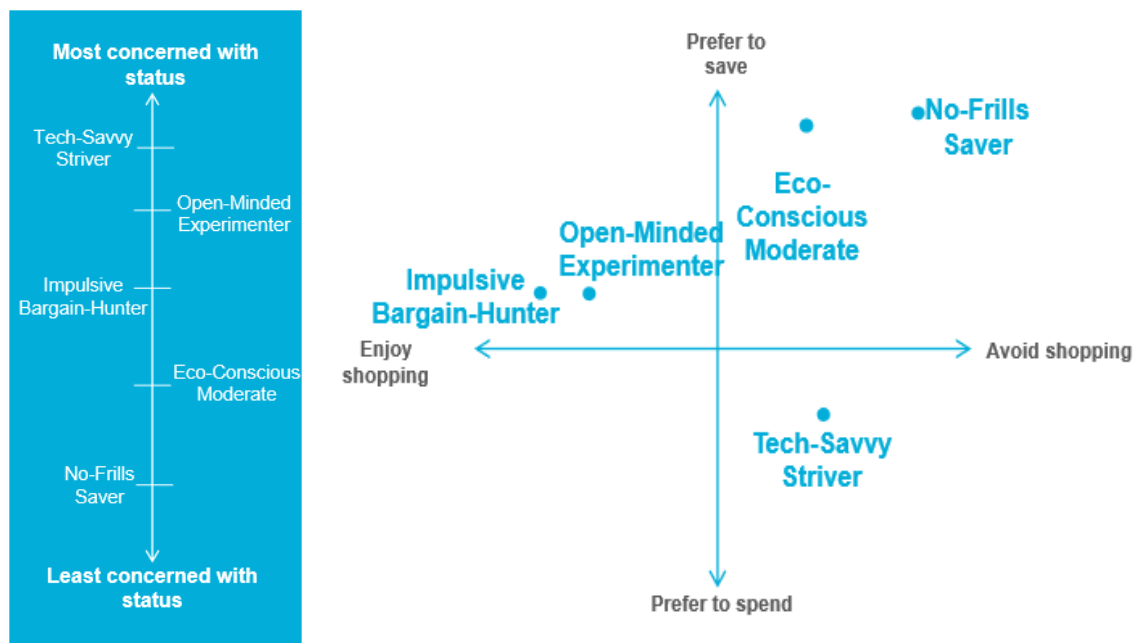 Most concerned with
status
Tech-Savvy
Striver
Open-Minded
Experimenter
Impulsive
Bargain-Hunter
Eco-Conscious
Moderate
No-Frills
Saver
Least concerned with
status
Prefer to
save
No-Frills
Saver
Eco-
Conscious
Moderate
Open-Minded
Experimenter
Impulsive
Bargain-Hunter
Enjoy
shopping
Avoid shopping
Tech-Savvy
Striver
Prefer to spend